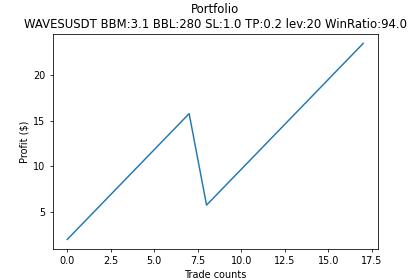 Portfolio
WAVESUSDT BBM:3.1 BBL:280 SL:1.0 TP:0.2 lev:20 WinRatio:94.0
20
15
10
5
Profit ($)
0.0 2.5 5.0 7.5 10.0 12.5 15.0 17.5
Trade counts